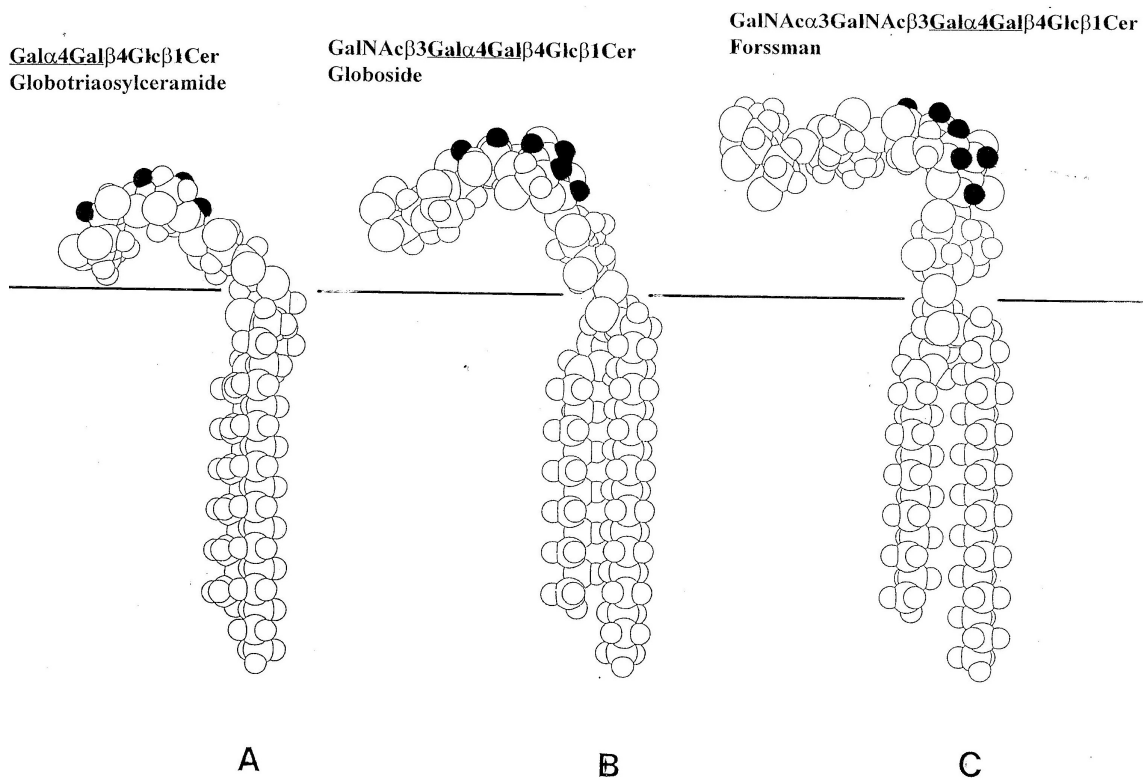 Galα4Galβ4Glcβ1Cer
Globotriaosylceramide
GalNAcβ3Galα4Galβ4Glcβ1Cer
Globoside
GalNAcα3GalNAcβ3Galα4Galβ4Glcβ1Cer
Forssman
A
B
C